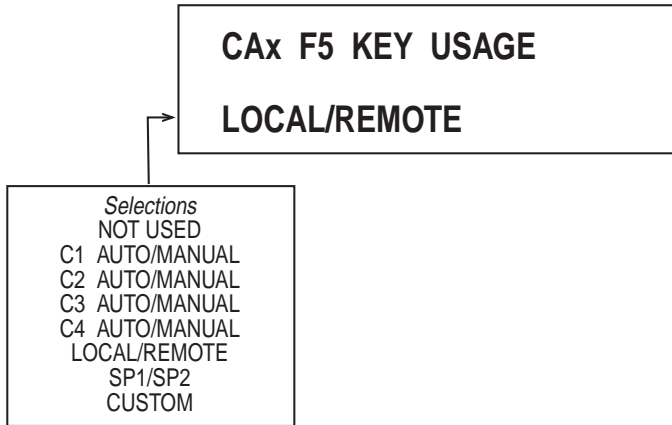 CAx F5 KEY USAGE
LOCAL/REMOTE
Selections
NOT USED
C1 AUTO/MANUAL
C2 AUTO/MANUAL
C3 AUTO/MANUAL
C4 AUTO/MANUAL
LOCAL/REMOTE
SP1/SP2
CUSTOM